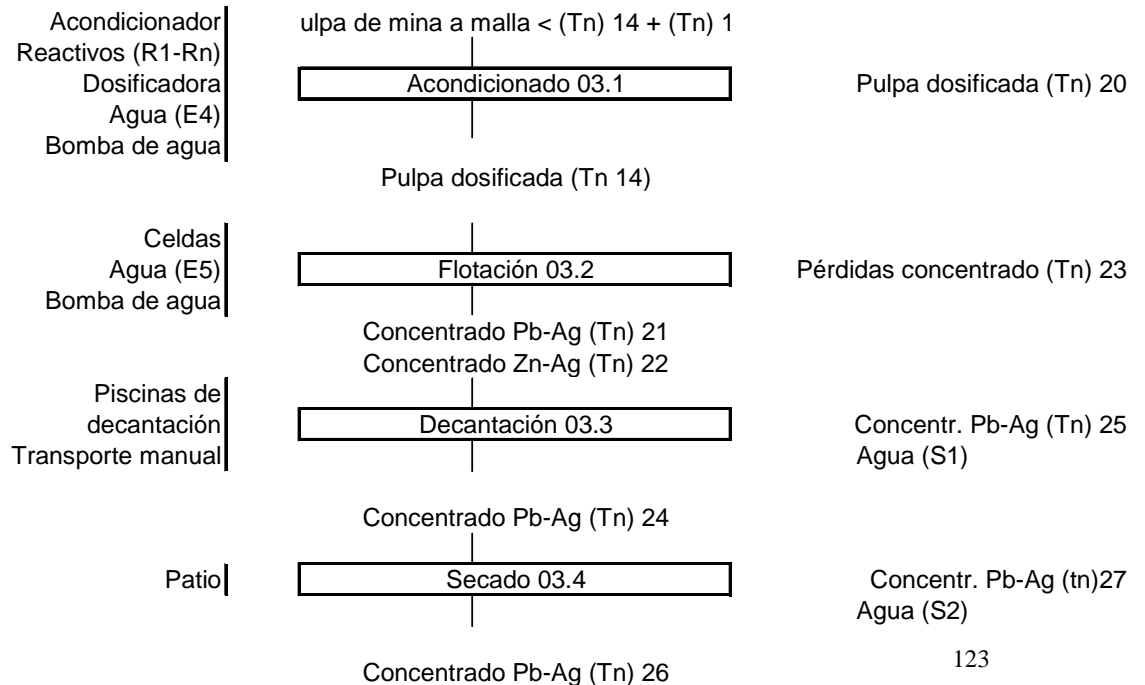 Acondicionador
Reactivos (R1-Rn)
Dosificadora
Agua (E4)
Bomba de agua
ulpa de mina a malla < (Tn) 14 + (Tn) 1
Acondicionado 03.1
Pulpa dosificada (Tn) 20
Pulpa dosificada (Tn 14)
Celdas
Agua (E5)
Bomba de agua
Flotación 03.2
Pérdidas concentrado (Tn) 23
Concentrado Pb-Ag (Tn) 21
Concentrado Zn-Ag (Tn) 22
Piscinas de
decantación
Transporte manual
Decantación 03.3
Concentr. Pb-Ag (Tn) 25
Agua (S1)
Concentrado Pb-Ag (Tn) 24
Patio
Secado 03.4
Concentr. Pb-Ag (tn)27
Agua (S2)
Concentrado Pb-Ag (Tn) 26
123